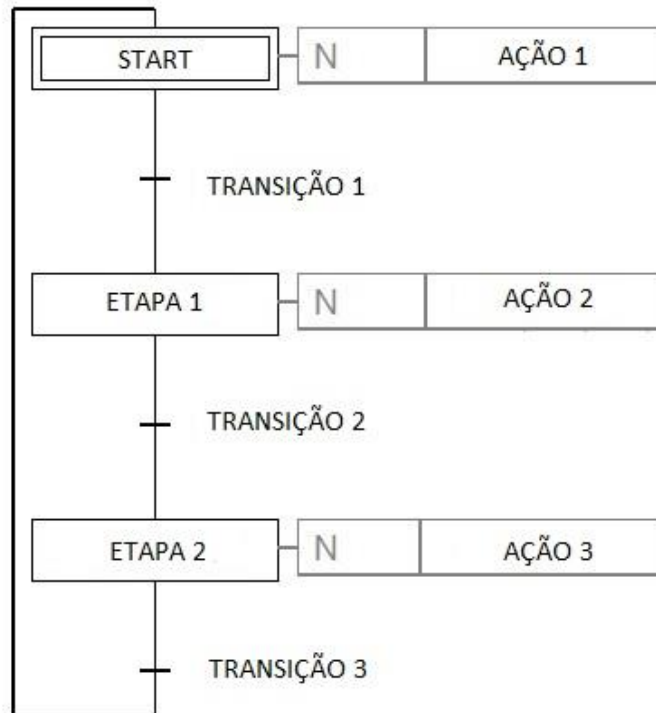 START N AÇÃO 1
TRANSIÇÃO 1
ETAPA 1 N AÇÃO 2
TRANSIÇÃO 2
ETAPA 2 N AÇÃO 3
TRANSIÇÃO 3